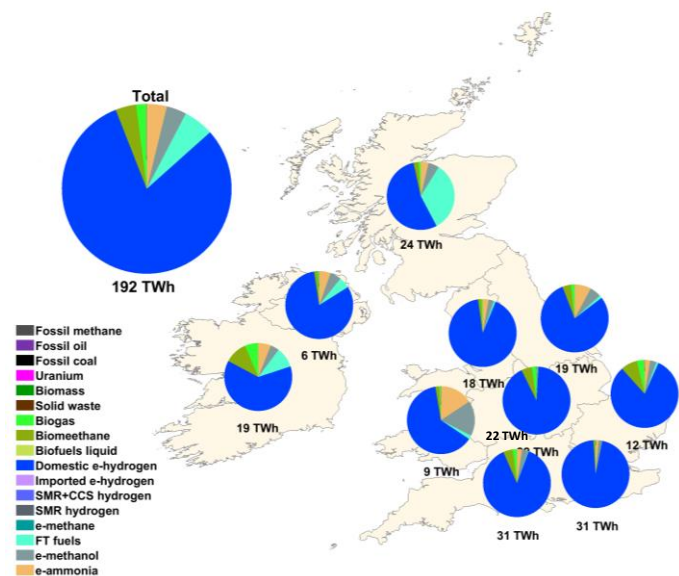 Total
192 TWh
24 TWh
6 TWh
19 TWh
18 TWh
19 TWh
22 TWh
12 TWh
9 TWh
31 TWh
31 TWh
Fossil methane
Fossil oil
Fossil coal
Uranium
Biomass
Solid waste
Biogas
Biomeethane
Biofuels liquid
Domestic e-hydrogen
Imported e-hydrogen
SMR+CCS hydrogen
SMR hydrogen
e-methane
FT fuels
e-methanol
e-ammonia